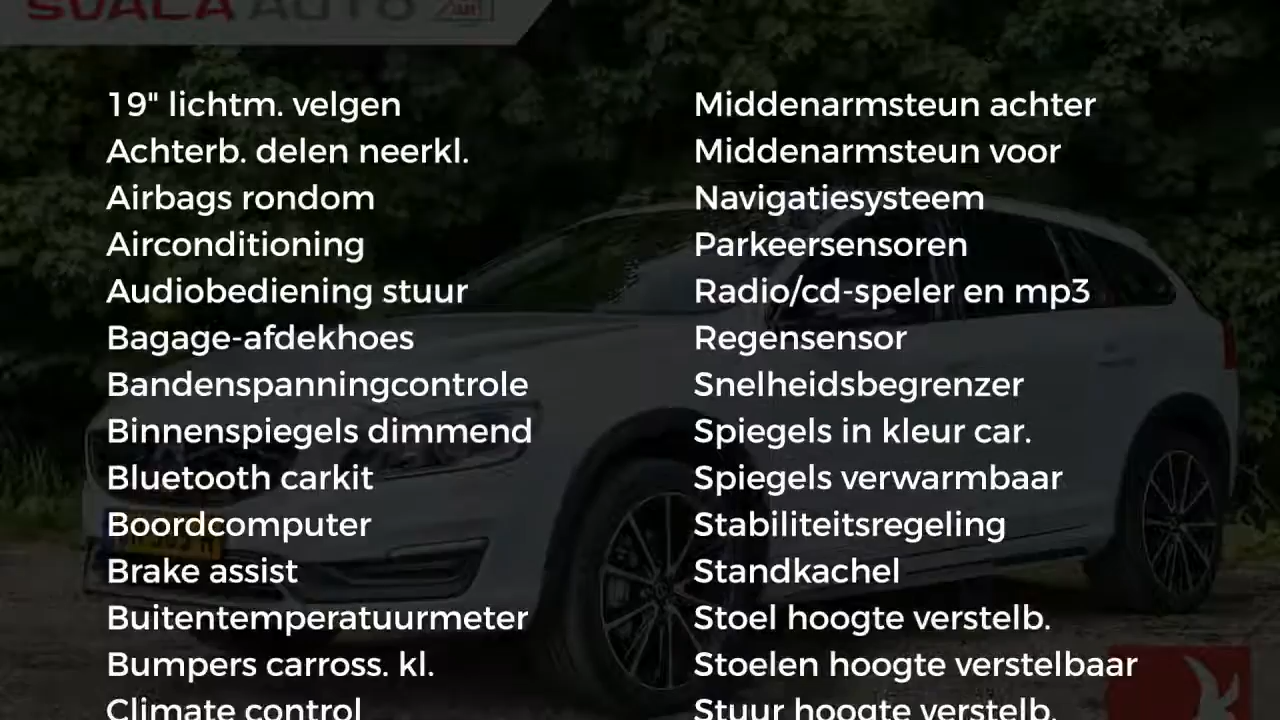 SVALA AUTO
19" lichtm. velgen
Achterb. delen neerkl.
Airbags rondom
Airconditioning
Audiobediening stuur
Bagage-afdekhoes
Bandenspanningcontrole
Binnenspiegels dimmend
Bluetooth carkit
Boordcomputer
Brake assist
Buitentemperatuurmeter
Bumpers carross. kl.
Climate control
Middenarmsteun achter
Middenarmsteun voor
Navigatiesysteem
Parkeersensoren
Radio/cd-speler en mp3
Regensensor
Snelheidsbegrenzer
Spiegels in kleur car.
Spiegels verwarmbaar
Stabiliteitsregeling
Standkachel
Stoel hoogte verstelb.
Stoelen hoogte verstelbaar
Stuur hoogte verstelb.